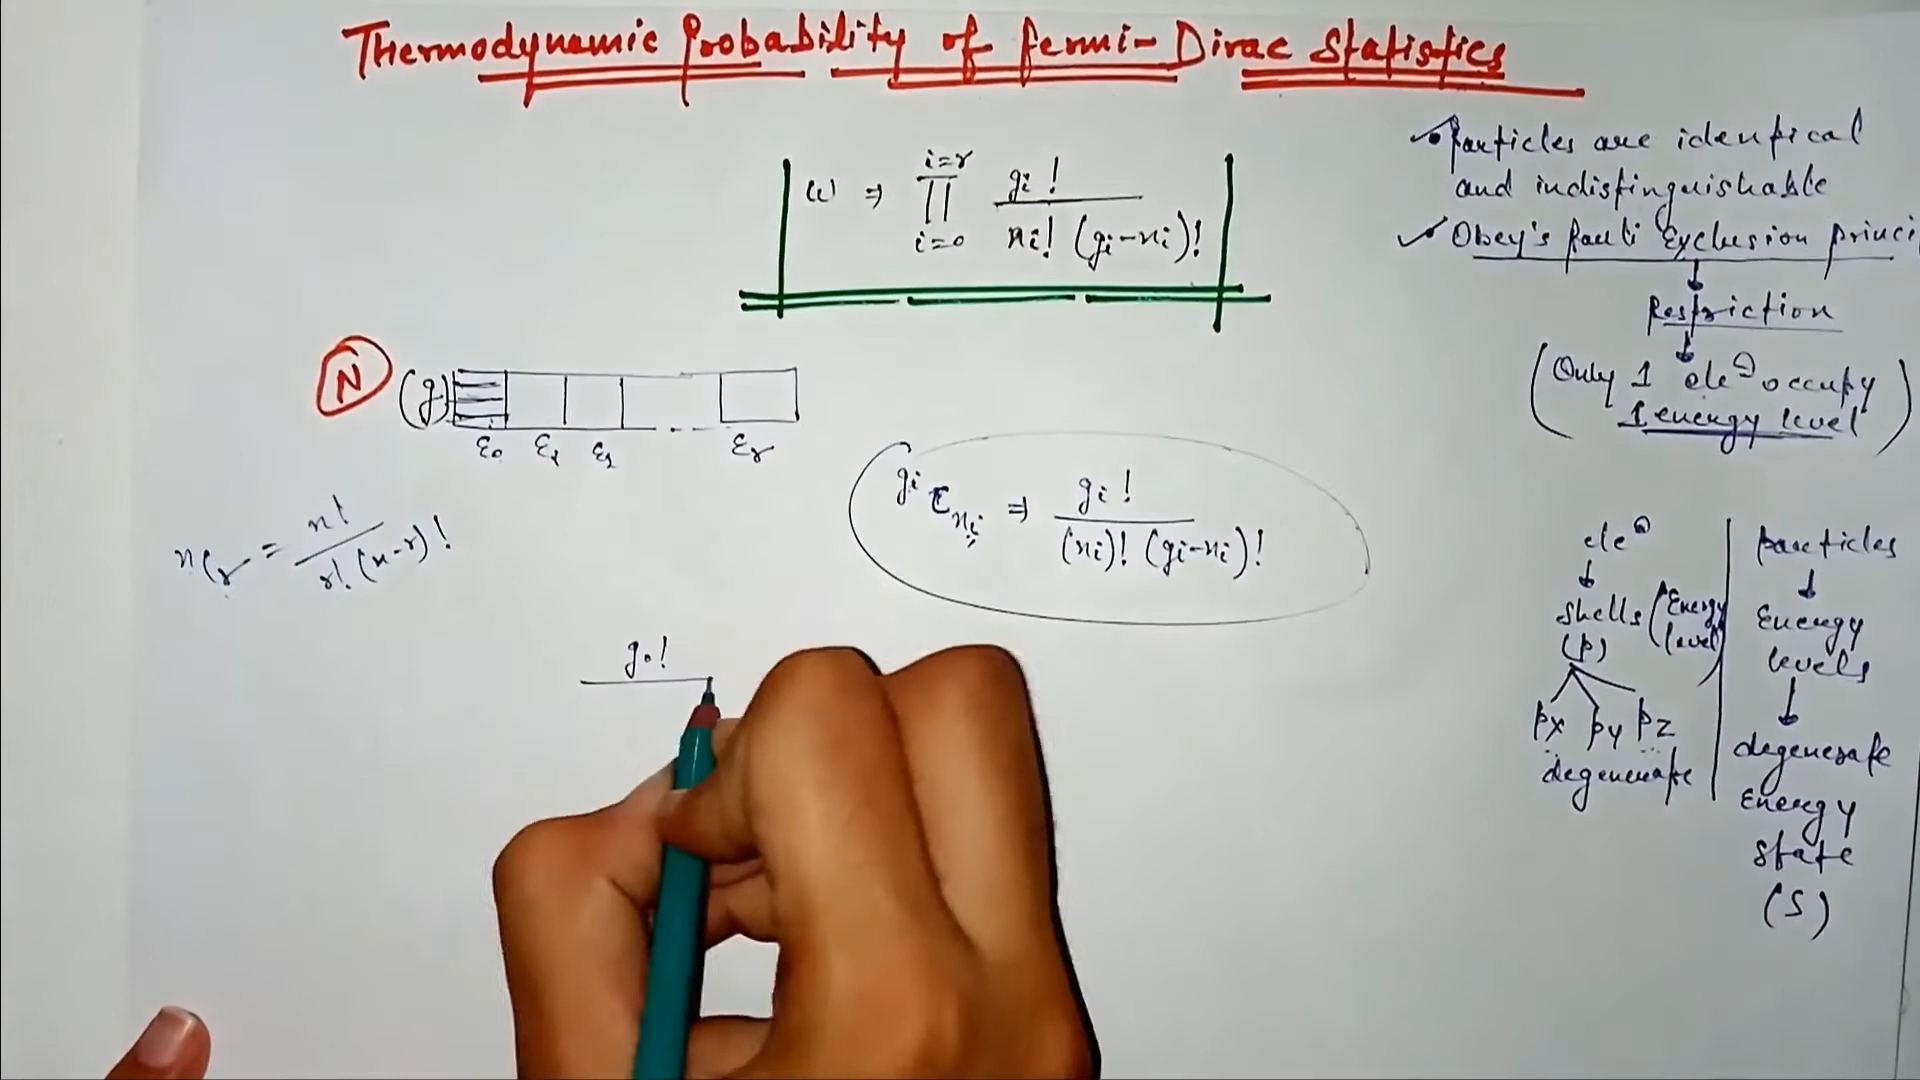 Thermodynamic Probability of Fermi-Dirac Statistics
i=r
ω ⇒ ∏ gi ! / ni! (gi-ni)!
i=0
Particles are identical
and indistinguishable
Obey's Pauli Exclusion princi
Restriction
(Only 1 ele⊖ occupy
1 energy level)
N (g)
ε0 ε1 ε2 ... εr
giCni ⇒ gi ! / (ni)! (gi-ni)!
nCr = n! / r! (n-r)!
g0!
ele⊖
shells (Energy level)
(p)
px py pz
degenerate
particles
Energy
levels
degenerate
Energy
state
(S)